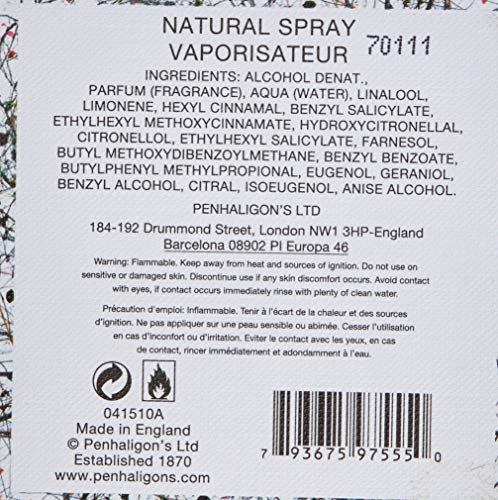 NATURAL SPRAY
VAPORISATEUR 70111
INGREDIENTS: ALCOHOL DENAT.,
PARFUM (FRAGRANCE), AQUA (WATER), LINALOOL,
LIMONENE, HEXYL CINNAMAL, BENZYL SALICYLATE,
ETHYLHEXYL METHOXYCINNAMATE, HYDROXYCITRONELLAL,
CITRONELLOL, ETHYLHEXYL SALICYLATE, FARNESOL,
BUTYL METHOXYDIBENZOYLMETHANE, BENZYL BENZOATE,
BUTYLPHENYL METHYLPROPIONAL, EUGENOL, GERANIOL,
BENZYL ALCOHOL, CITRAL, ISOEUGENOL, ANISE ALCOHOL.
PENHALIGON'S LTD
184-192 Drummond Street, London NW1 3HP-England
Barcelona 08902 Pl Europa 46
Warning: Flammable. Keep away from heat and sources of ignition. Do not use on
sensitive or damaged skin. Discontinue use if any skin discomfort occurs. Avoid contact
with eyes, if contact occurs immediately rinse with plenty of clean water.
Précaution d'emploi: Inflammable. Tenir à l'écart de la chaleur et des sources
d'ignition. Ne pas appliquer sur une peau sensible ou abimée. Cesser l'utilisation
en cas d'inconfort ou d'irritation. Eviter le contact avec les yeux, en cas
de contact, rincer immédiatement et adondamment à l'eau.
041510A
Made in England
© Penhaligon's Ltd
Established 1870
www.penhaligons.com
7 93675 97555 0